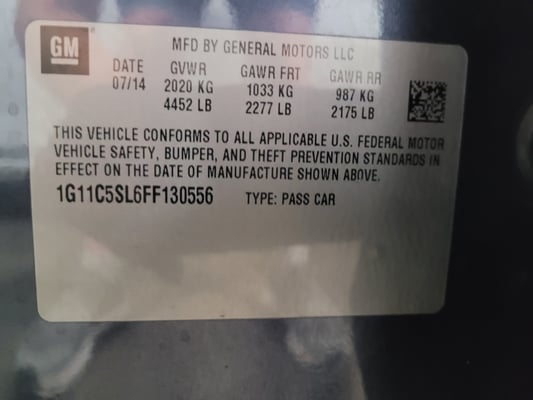 GM
MFD BY GENERAL MOTORS LLC
DATE GVWR GAWR FRT GAWR RR
07/14 2020 KG 1033 KG 987 KG
4452 LB 2277 LB 2175 LB
THIS VEHICLE CONFORMS TO ALL APPLICABLE U.S. FEDERAL MOTOR
VEHICLE SAFETY, BUMPER, AND THEFT PREVENTION STANDARDS IN
EFFECT ON THE DATE OF MANUFACTURE SHOWN ABOVE.
1G11C5SL6FF130556 TYPE: PASS CAR